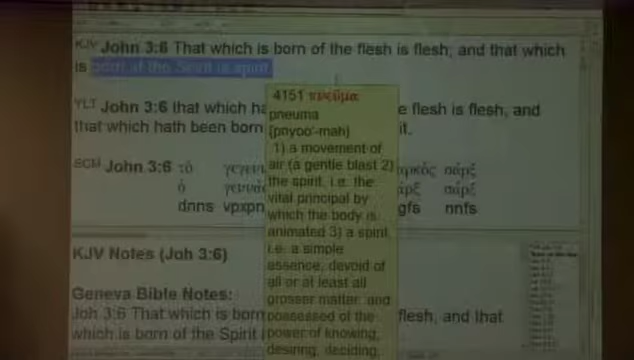 KJV John 3:6 That which is born of the flesh is flesh; and that which
is born of the Spirit is spirit.
YLT John 3:6 that which ha
e flesh is flesh, and
that which hath been born
it.
John 3:6 τὸ γεγενν
αρκὸς σάρξ
ὁ γεννάω
άρξ σάρξ
dnns vpxpn
gfs nnfs
4151 πνεῦμα
pneuma
{pnyoo'-mah}
1) a movement of
air (a gentle blast 2)
the spirit, i.e. the
vital principal by
which the body is
animated 3) a spirit,
i.e. a simple
essence, devoid of
all or at least all
grosser matter, and
possessed of the
power of knowing,
desiring, deciding,
KJV Notes (Joh 3:6)
Geneva Bible Notes:
Joh 3:6 That which is born
flesh, and that
which is born of the Spirit